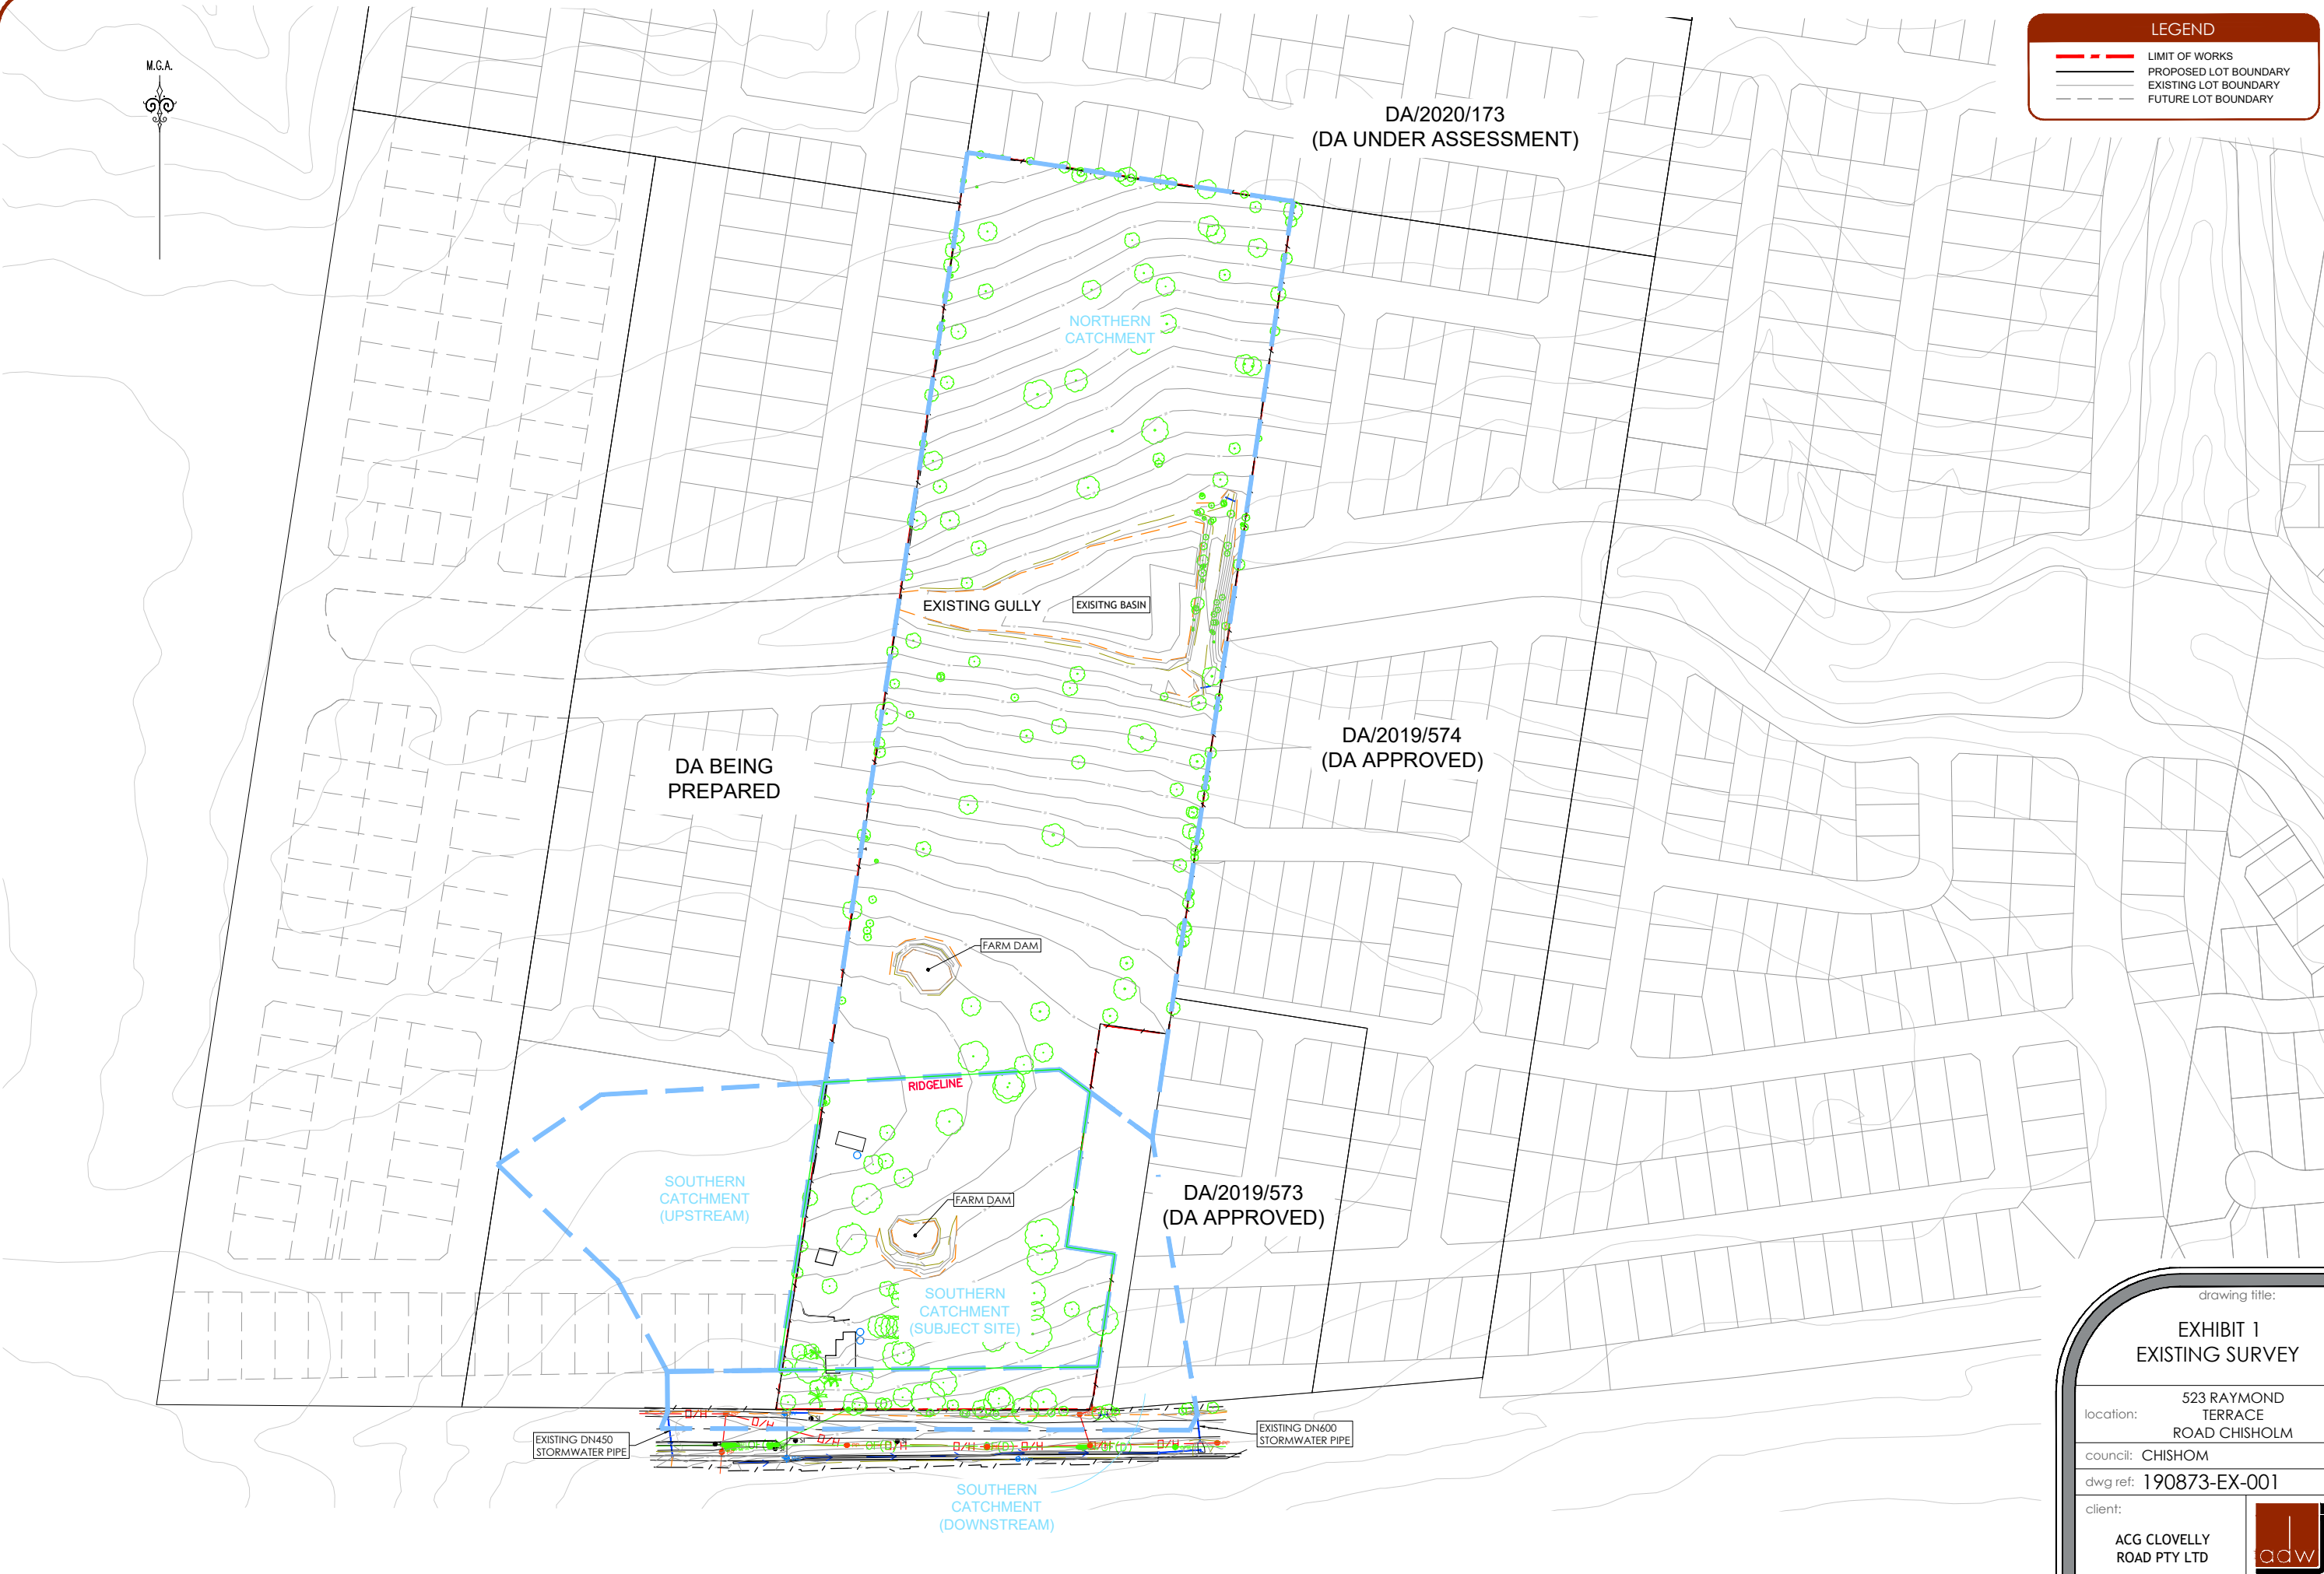 M.G.A.
LEGEND
LIMIT OF WORKS
PROPOSED LOT BOUNDARY
EXISTING LOT BOUNDARY
FUTURE LOT BOUNDARY
DA/2020/173
(DA UNDER ASSESSMENT)
NORTHERN
CATCHMENT
EXISTING GULLY
EXISITNG BASIN
DA BEING
PREPARED
DA/2019/574
(DA APPROVED)
FARM DAM
RIDGELINE
SOUTHERN
CATCHMENT
(UPSTREAM)
FARM DAM
DA/2019/573
(DA APPROVED)
SOUTHERN
CATCHMENT
(SUBJECT SITE)
O/H
O/H
O/H
O/H
O/H
O/H
O/H
O/H
EXISTING DN450
STORMWATER PIPE
EXISTING DN600
STORMWATER PIPE
SOUTHERN
CATCHMENT
(DOWNSTREAM)
drawing title:
EXHIBIT 1
EXISTING SURVEY
location:
523 RAYMOND
TERRACE
ROAD CHISHOLM
council: CHISHOM
dwg ref: 190873-EX-001
client:
ACG CLOVELLY
ROAD PTY LTD
adw